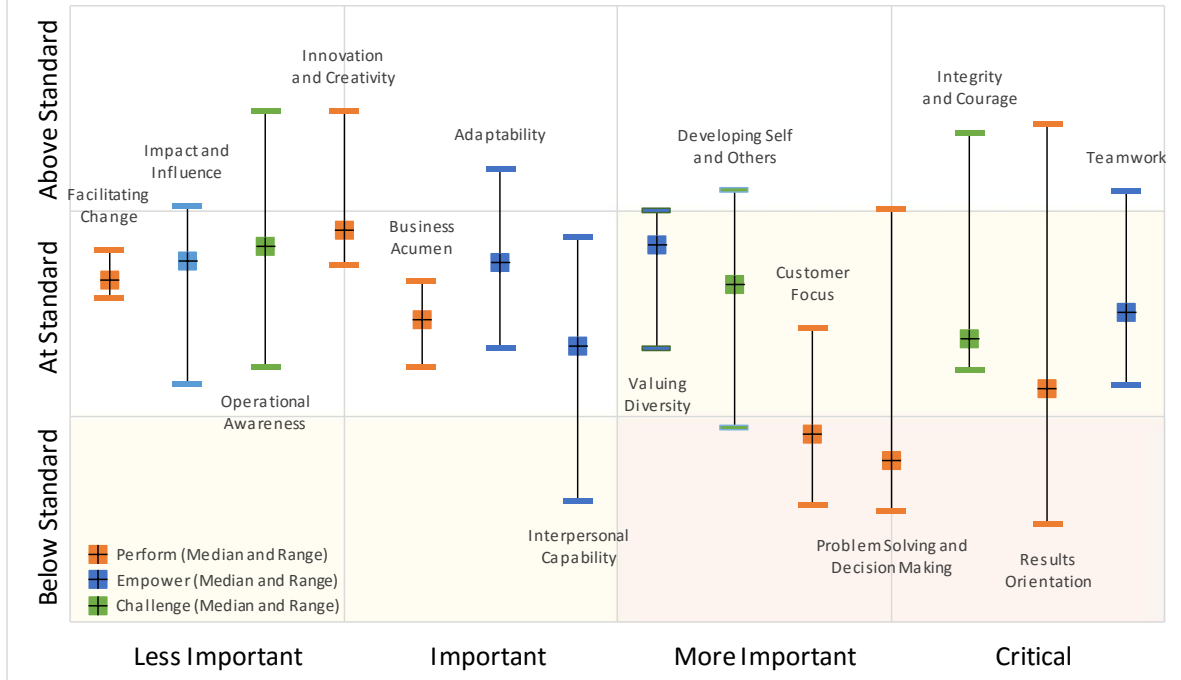 Above Standard
At Standard
Below Standard
Innovation
and Creativity
Impact and
Influence
Facilitating
Change
Operational
Awareness
Adaptability
Business
Acumen
Interpersonal
Capability
Developing Self
and Others
Valuing
Diversity
Customer
Focus
Problem Solving and
Decision Making
Integrity
and Courage
Results
Orientation
Teamwork
Perform (Median and Range)
Empower (Median and Range)
Challenge (Median and Range)
Less Important
Important
More Important
Critical